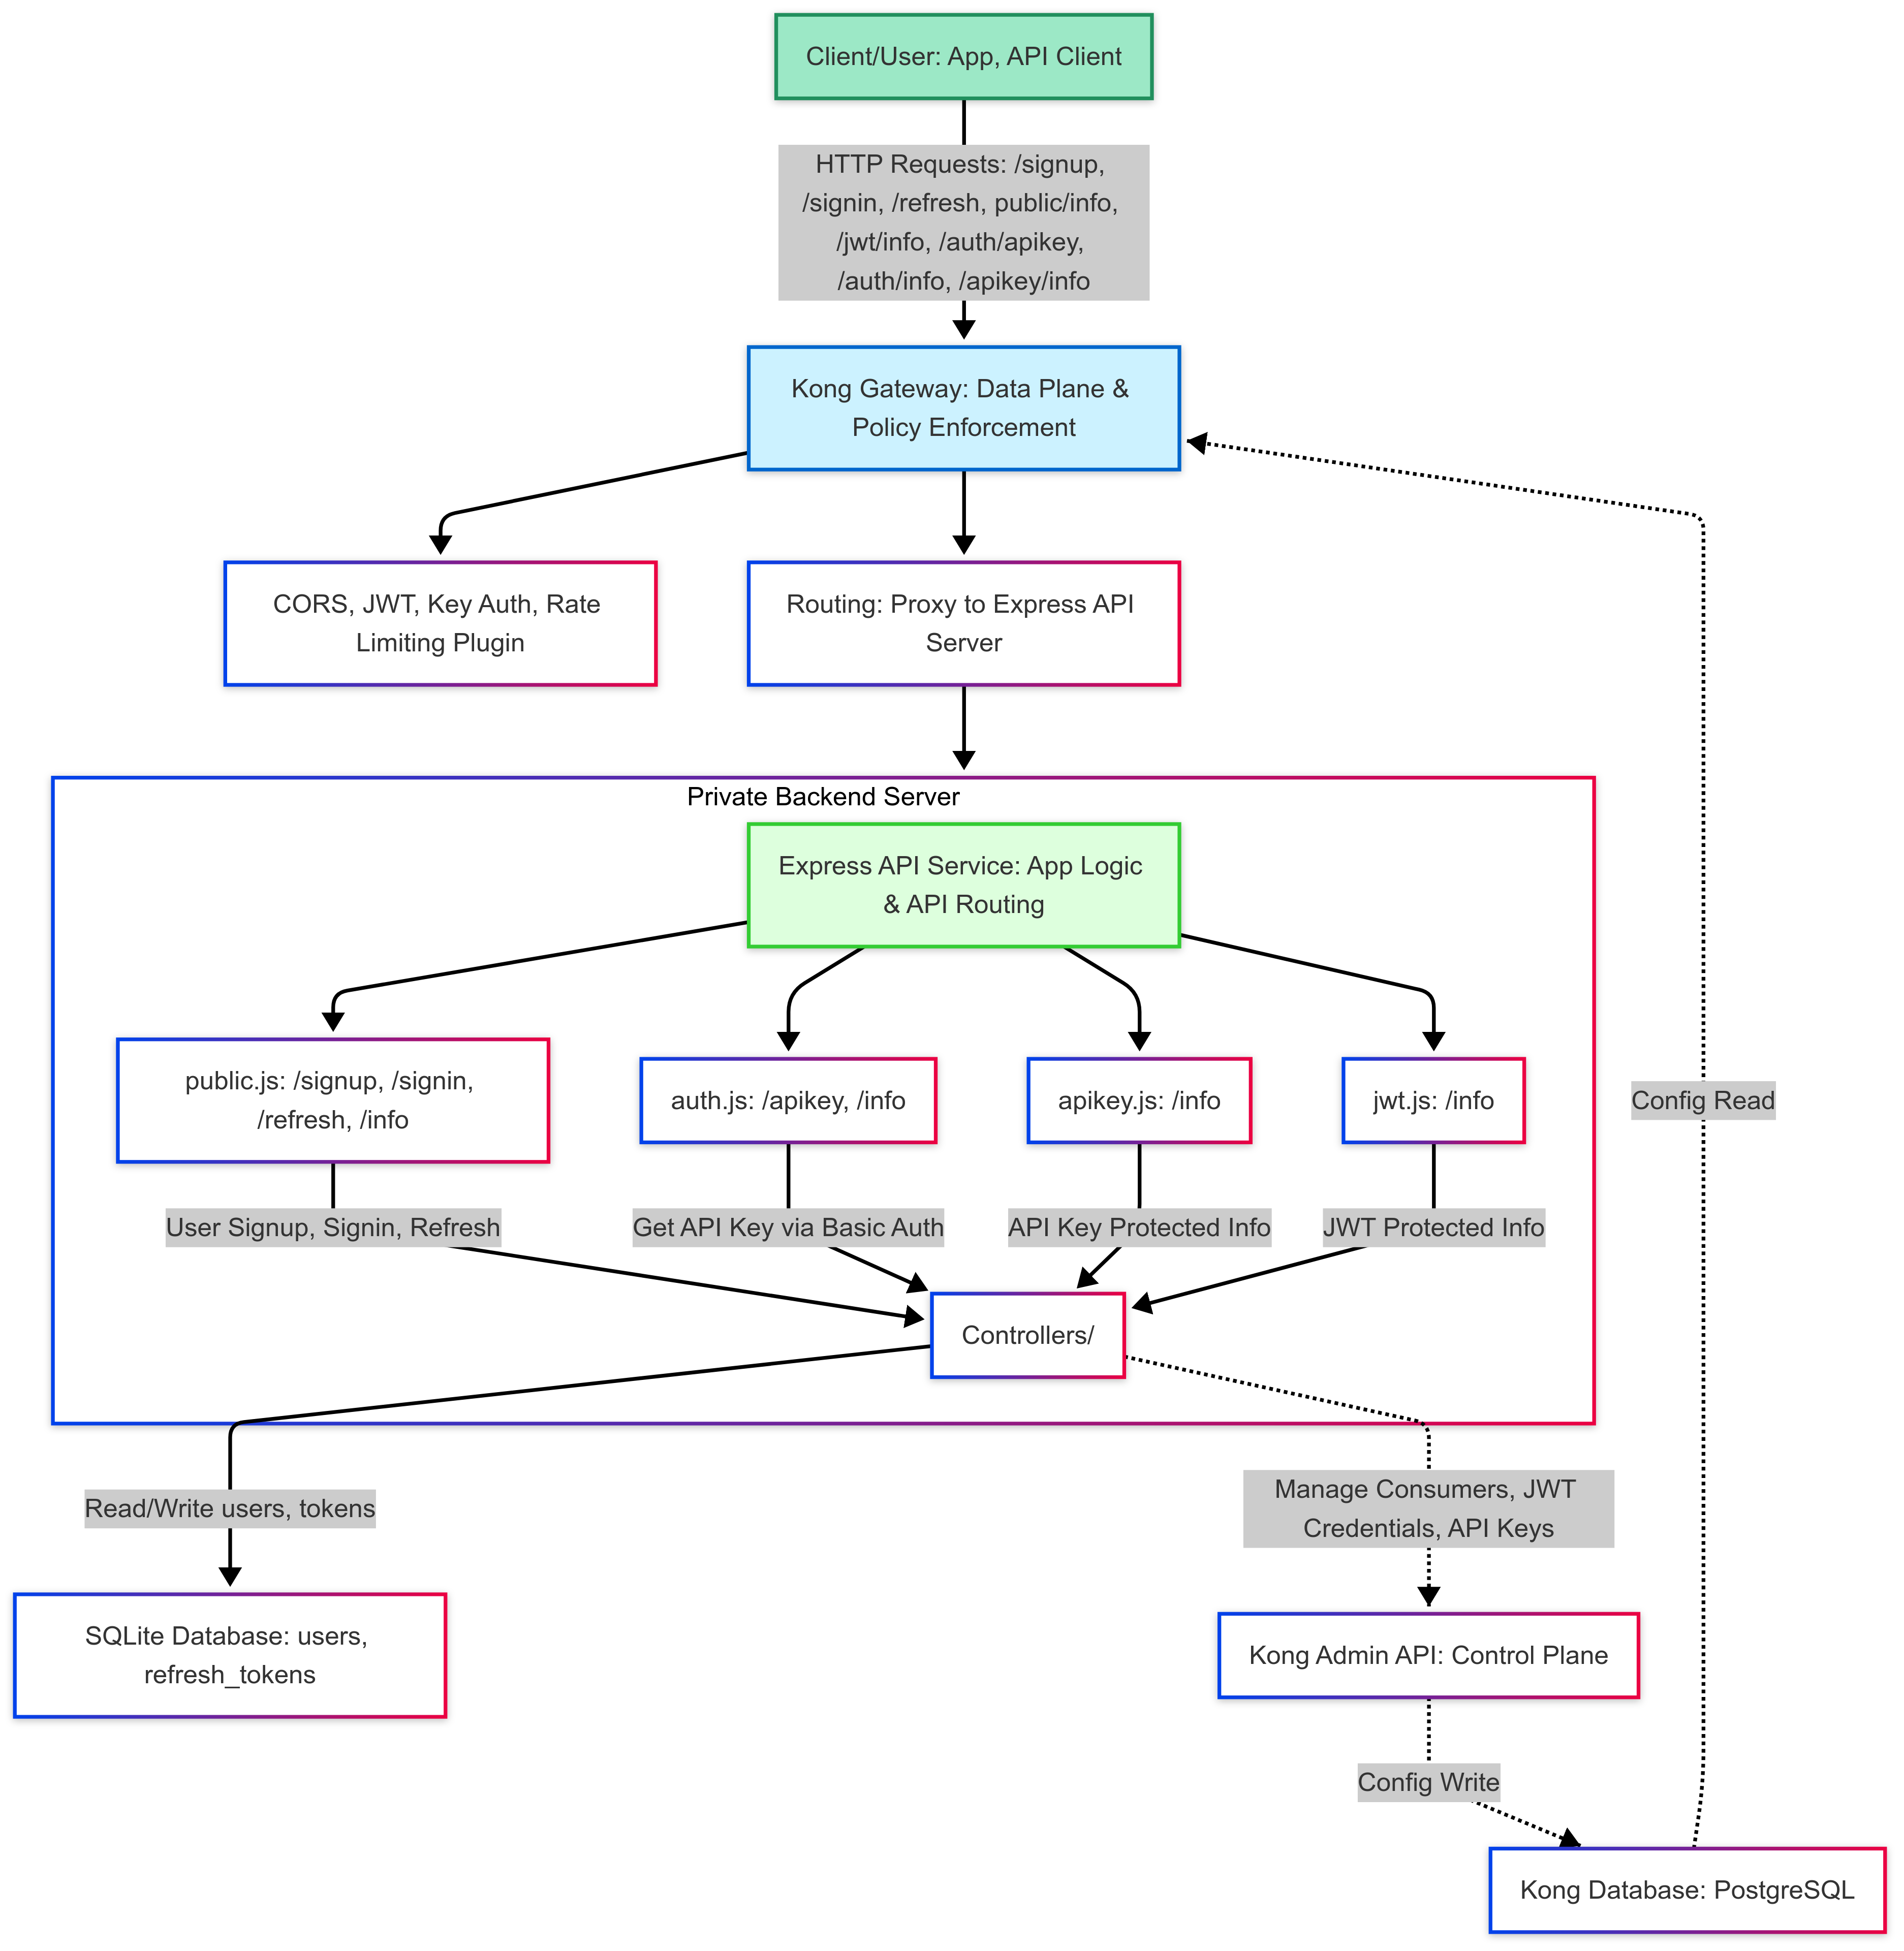 Client/User: App, API Client
HTTP Requests: /signup,
/signin, /refresh, public/info,
/jwt/info, /auth/apikey,
/auth/info, /apikey/info
Kong Gateway: Data Plane &
Policy Enforcement
CORS, JWT, Key Auth, Rate
Limiting Plugin
Routing: Proxy to Express API
Server
Private Backend Server
Express API Service: App Logic
& API Routing
public.js: /signup, /signin,
/refresh, /info
auth.js: /apikey, /info
apikey.js: /info
jwt.js: /info
Config Read
User Signup, Signin, Refresh
Get API Key via Basic Auth
API Key Protected Info
JWT Protected Info
Controllers/
Read/Write users, tokens
Manage Consumers, JWT
Credentials, API Keys
SQLite Database: users,
refresh_tokens
Kong Admin API: Control Plane
Config Write
Kong Database: PostgreSQL